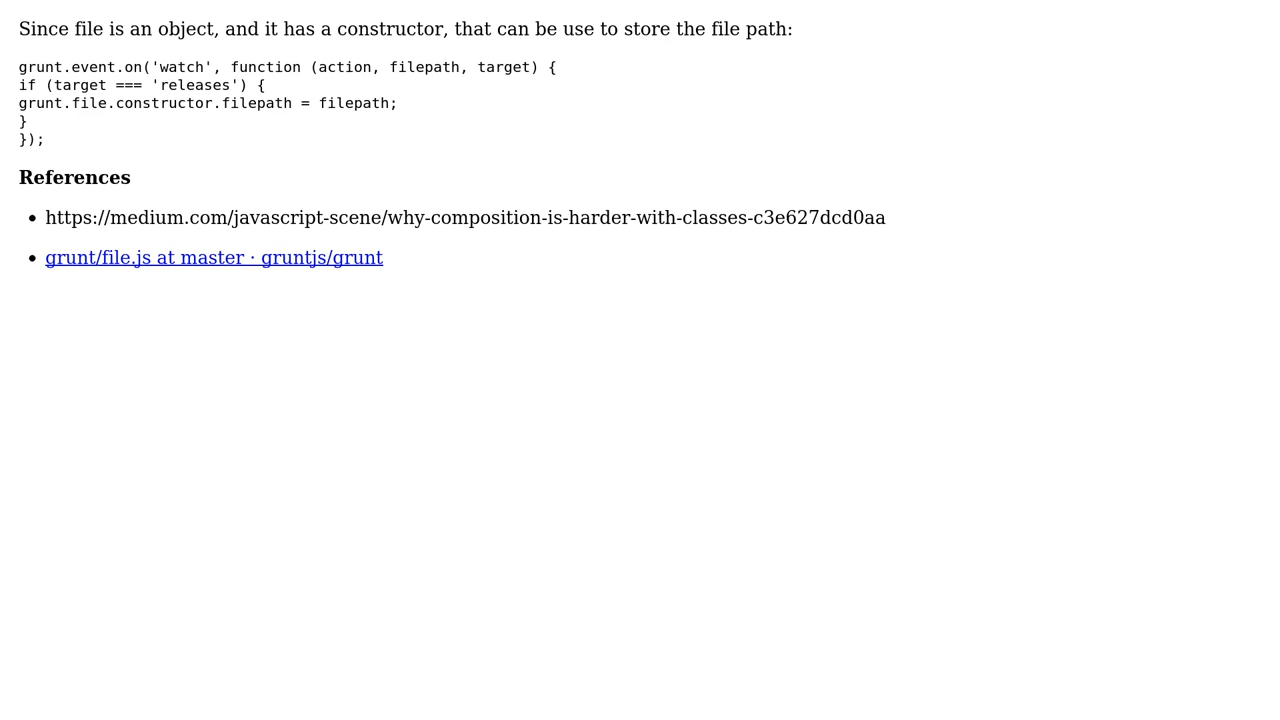 Since file is an object, and it has a constructor, that can be use to store the file path:
grunt.event.on('watch', function (action, filepath, target) {
if (target === 'releases') {
grunt.file.constructor.filepath = filepath;
}
});
References
• https://medium.com/javascript-scene/why-composition-is-harder-with-classes-c3e627dcd0aa
• grunt/file.js at master · gruntjs/grunt